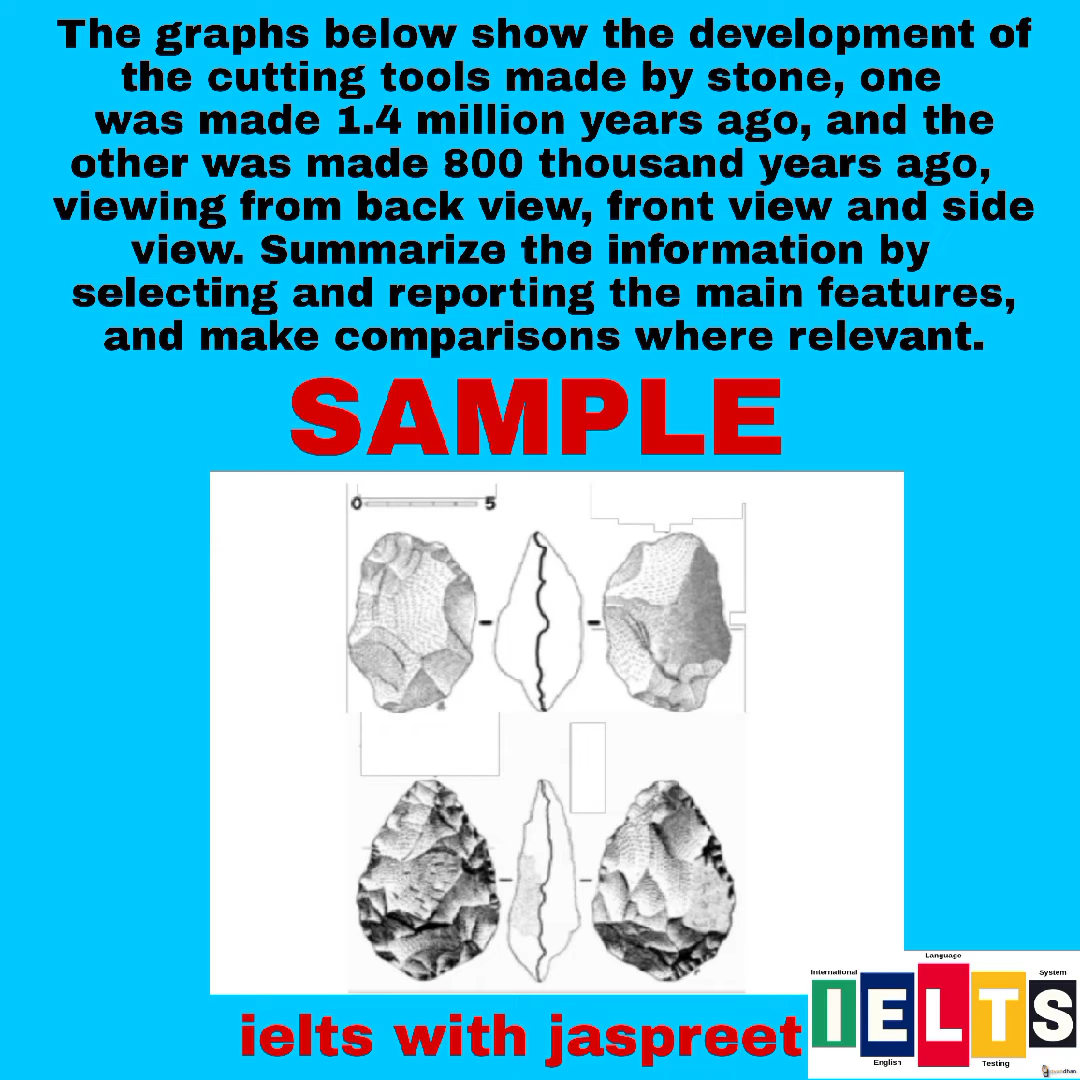 The graphs below show the development of
the cutting tools made by stone, one
was made 1.4 million years ago, and the
other was made 800 thousand years ago,
viewing from back view, front view and side
view. Summarize the information by
selecting and reporting the main features,
and make comparisons where relevant.
SAMPLE
0 5
ielts with jaspreet
Language
International System
IELTS
English Testing